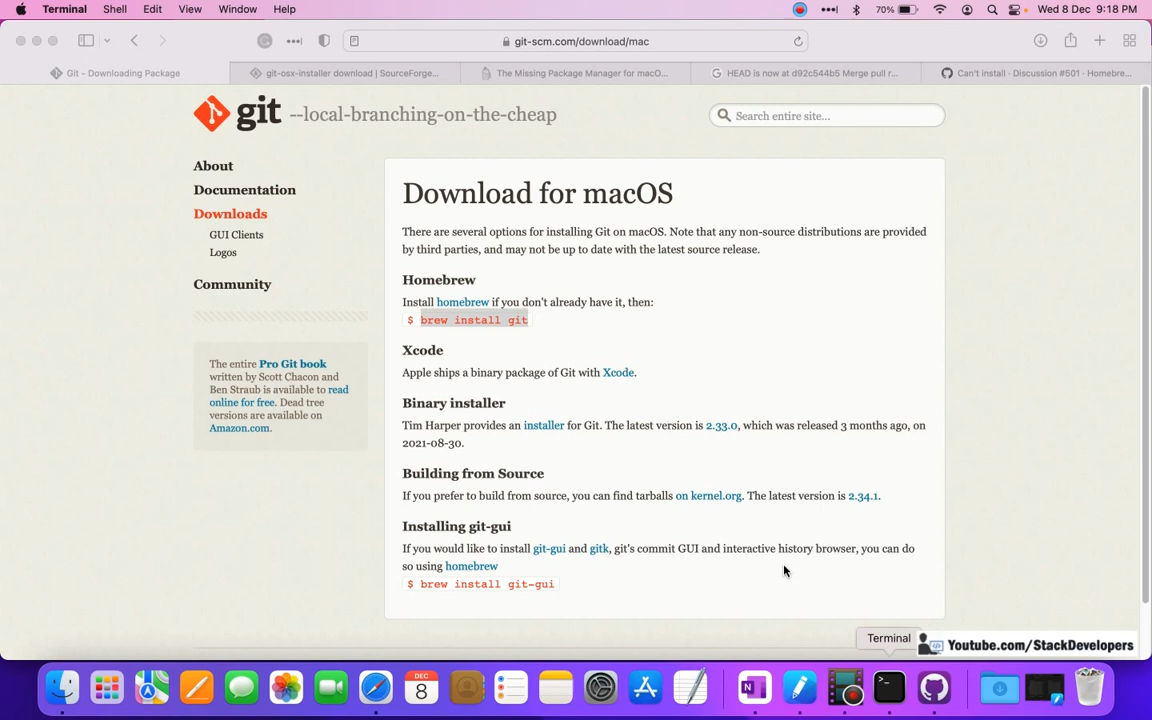 Terminal Shell Edit View Window Help 70% Wed 8 Dec 9:18 PM
git-scm.com/download/mac
Git - Downloading Package
git-osx-installer download | SourceForge...
The Missing Package Manager for macO...
HEAD is now at d92c544b5 Merge pull r...
Can't install · Discussion #501 · Homebre...
git --local-branching-on-the-cheap
Search entire site...
About
Documentation
Downloads
GUI Clients
Logos
Community
The entire Pro Git book
written by Scott Chacon and
Ben Straub is available to read
online for free. Dead tree
versions are available on
Amazon.com.
Download for macOS
There are several options for installing Git on macOS. Note that any non-source distributions are provided
by third parties, and may not be up to date with the latest source release.
Homebrew
Install homebrew if you don't already have it, then:
$ brew install git
Xcode
Apple ships a binary package of Git with Xcode.
Binary installer
Tim Harper provides an installer for Git. The latest version is 2.33.0, which was released 3 months ago, on
2021-08-30.
Building from Source
If you prefer to build from source, you can find tarballs on kernel.org. The latest version is 2.34.1.
Installing git-gui
If you would like to install git-gui and gitk, git's commit GUI and interactive history browser, you can do
so using homebrew
$ brew install git-gui
Terminal
Youtube.com/StackDevelopers
DEC
8